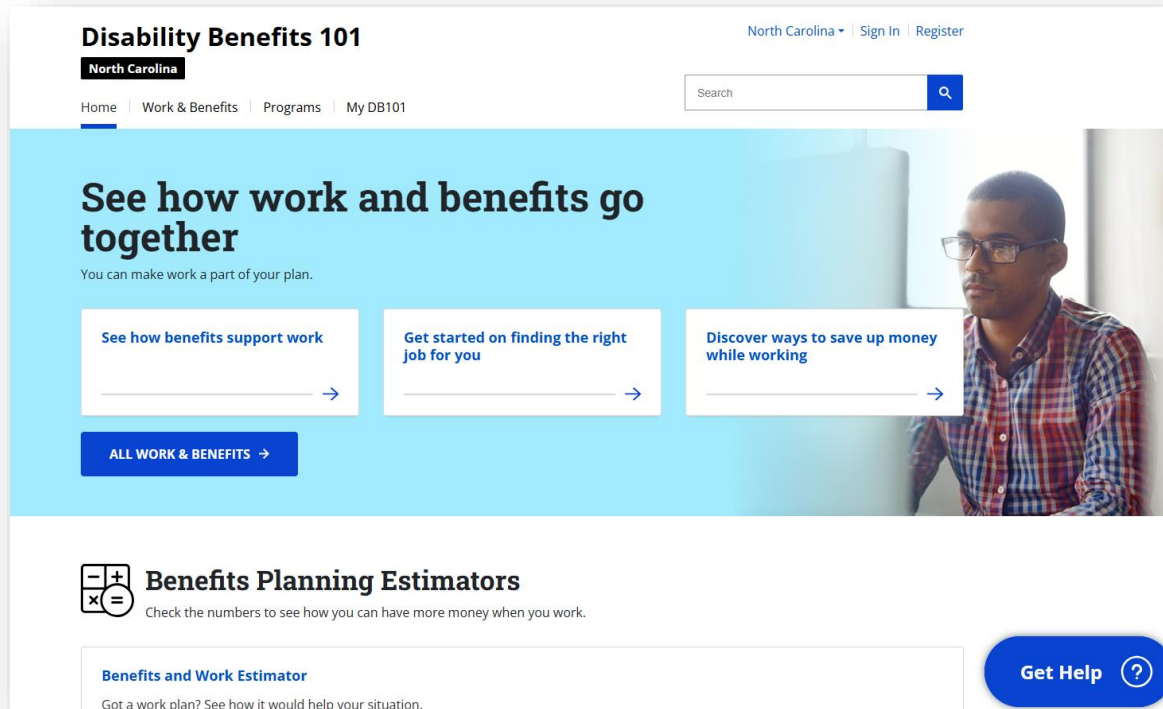 Disability Benefits 101
North Carolina
North Carolina
Sign In
Register
Search
Home
Work & Benefits
Programs
My DB101
See how work and benefits go
together
You can make work a part of your plan.
See how benefits support work
Get started on finding the right
job for you
Discover ways to save up money
while working
ALL WORK & BENEFITS →
Benefits Planning Estimators
Check the numbers to see how you can have more money when you work.
Benefits and Work Estimator
Got a work plan? See how it would help your situation.
Get Help ?